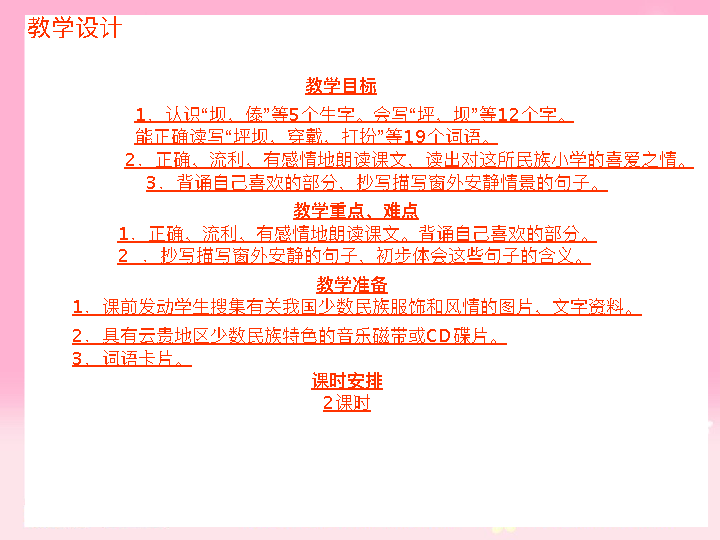 教学设计
教学目标
1．认识“坝、傣”等5个生字。会写“坪、坝”等12个字。
能正确读写“坪坝、穿戴、打扮”等19个词语。
2．正确、流利、有感情地朗读课文、读出对这所民族小学的喜爱之情。
3．背诵自己喜欢的部分、抄写描写窗外安静情景的句子。
教学重点、难点
1．正确、流利、有感情地朗读课文。背诵自己喜欢的部分。
2 ．抄写描写窗外安静的句子、初步体会这些句子的含义。
教学准备
1．课前发动学生搜集有关我国少数民族服饰和风情的图片、文字资料。
2．具有云贵地区少数民族特色的音乐磁带或CD碟片。
3．词语卡片。
课时安排
2课时